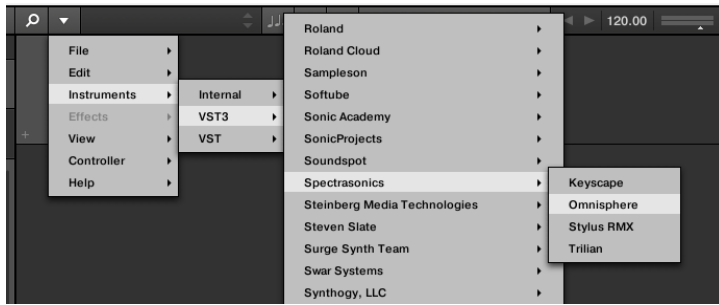 120.00
File
Edit
Instruments
Effects
View
Controller
Help
Internal
VST3
VST
Roland
Roland Cloud
Sampleson
Softube
Sonic Academy
SonicProjects
Soundspot
Spectrasonics
Steinberg Media Technologies
Steven Slate
Surge Synth Team
Swar Systems
Synthogy, LLC
Keyscape
Omnisphere
Stylus RMX
Trilian